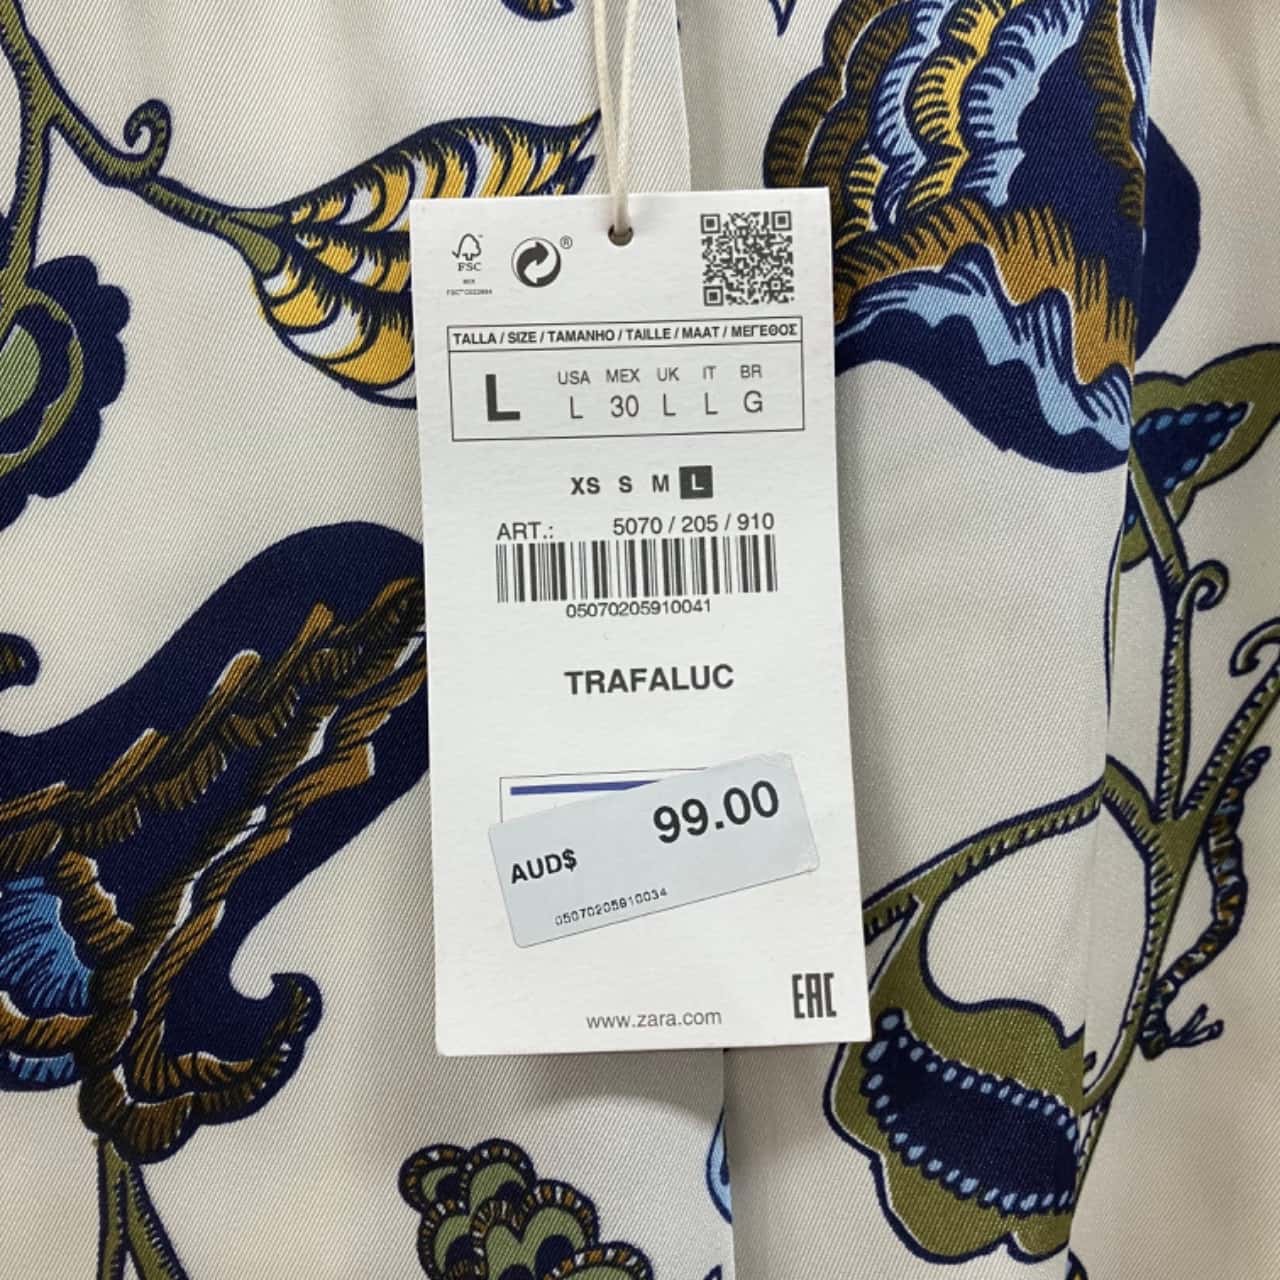 FSC
MIX
®
TALLA / SIZE / TAMANHO / TAILLE / MAAT / ΜΕΓΕΘΟΣ
L
USA MEX UK IT BR
L 30 L L G
XS S M L
ART.: 5070 / 205 / 910
05070205910041
TRAFALUC
99.00
AUD$
05070205910034
www.zara.com
EAC